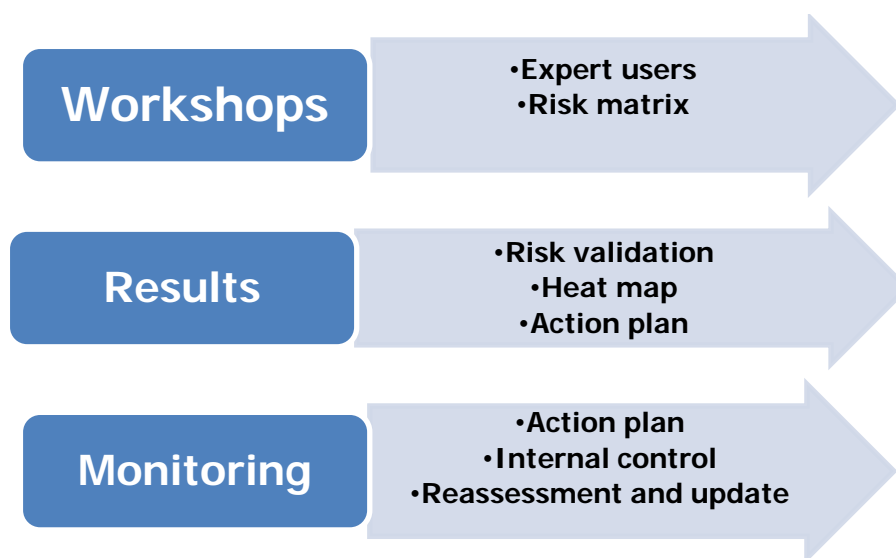 Workshops
•Expert users
•Risk matrix
Results
•Risk validation
•Heat map
•Action plan
Monitoring
•Action plan
•Internal control
•Reassessment and update